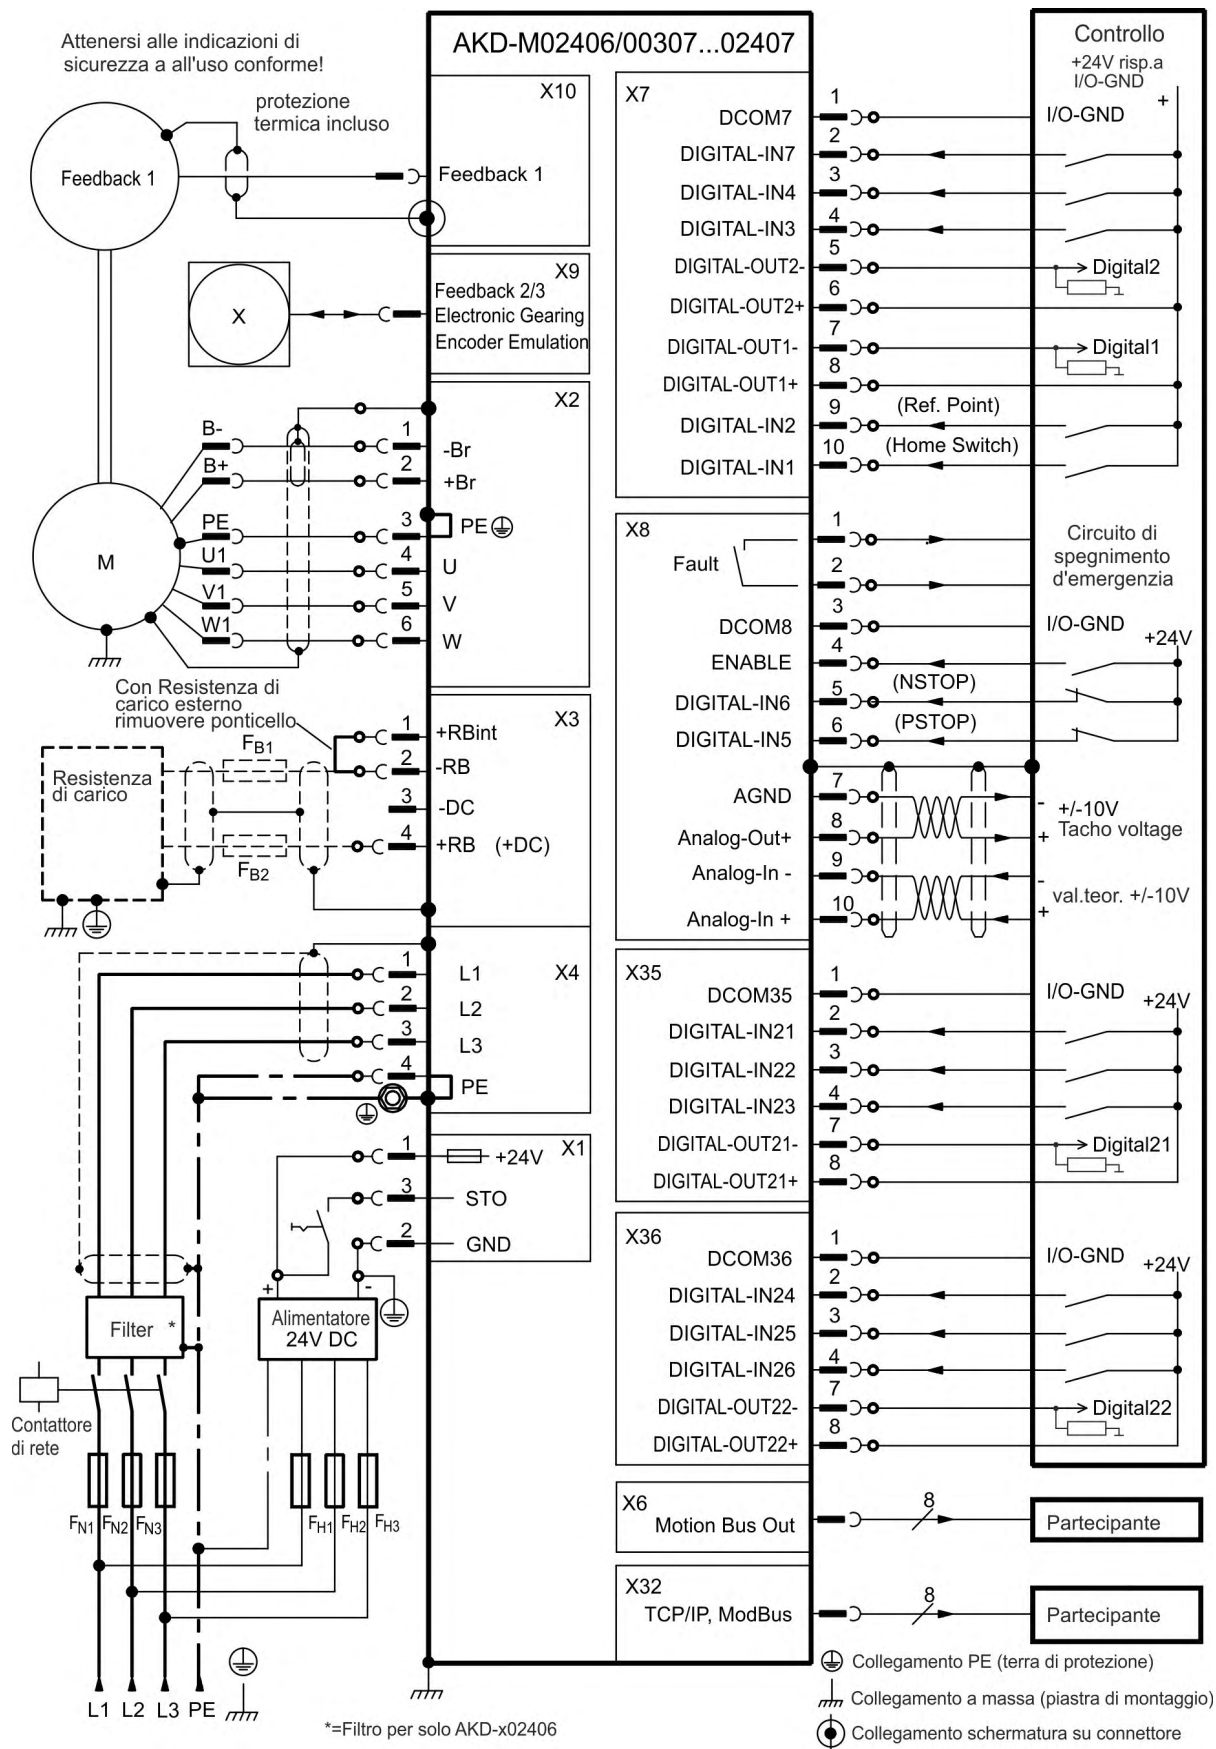 Attenersi alle indicazioni di
sicurezza a all'uso conforme!
AKD-M02406/00307...02407
Controllo
+24V risp.a
I/O-GND
+
protezione
termica incluso
Feedback 1
X10
Feedback 1
X
X9
Feedback 2/3
Electronic Gearing
Encoder Emulation
X2
B-
1
-Br
B+
2
+Br
PE
3
PE
M
U1
4
U
V1
5
V
W1
6
W
Con Resistenza di
carico esterno
rimuovere ponticello
X3
1
+RBint
FB1
2
-RB
Resistenza
di carico
3
-DC
4
+RB (+DC)
FB2
X4
1
L1
2
L2
3
L3
4
PE
X1
1
+24V
3
STO
2
GND
+
-
Alimentatore
24V DC
Filter *
Contattore
di rete
FN1
FN2
FN3
FH1
FH2
FH3
L1
L2
L3
PE
*=Filtro per solo AKD-x02406
X7
DCOM7
1
I/O-GND
DIGITAL-IN7
2
DIGITAL-IN4
3
DIGITAL-IN3
4
DIGITAL-OUT2-
5
Digital2
DIGITAL-OUT2+
6
DIGITAL-OUT1-
7
Digital1
DIGITAL-OUT1+
8
DIGITAL-IN2
9
(Ref. Point)
DIGITAL-IN1
10
(Home Switch)
X8
Fault
1
2
Circuito di
spegnimento
d'emergenzia
DCOM8
3
I/O-GND
+24V
ENABLE
4
DIGITAL-IN6
5
(NSTOP)
DIGITAL-IN5
6
(PSTOP)
AGND
7
-
+/-10V
Tacho voltage
Analog-Out+
8
+
Analog-In -
9
-
val.teor. +/-10V
Analog-In +
10
+
X35
DCOM35
1
I/O-GND
+24V
DIGITAL-IN21
2
DIGITAL-IN22
3
DIGITAL-IN23
4
DIGITAL-OUT21-
7
Digital21
DIGITAL-OUT21+
8
X36
DCOM36
1
I/O-GND
+24V
DIGITAL-IN24
2
DIGITAL-IN25
3
DIGITAL-IN26
4
DIGITAL-OUT22-
7
Digital22
DIGITAL-OUT22+
8
X6
Motion Bus Out
8
Partecipante
X32
TCP/IP, ModBus
8
Partecipante
Collegamento PE (terra di protezione)
Collegamento a massa (piastra di montaggio)
Collegamento schermatura su connettore